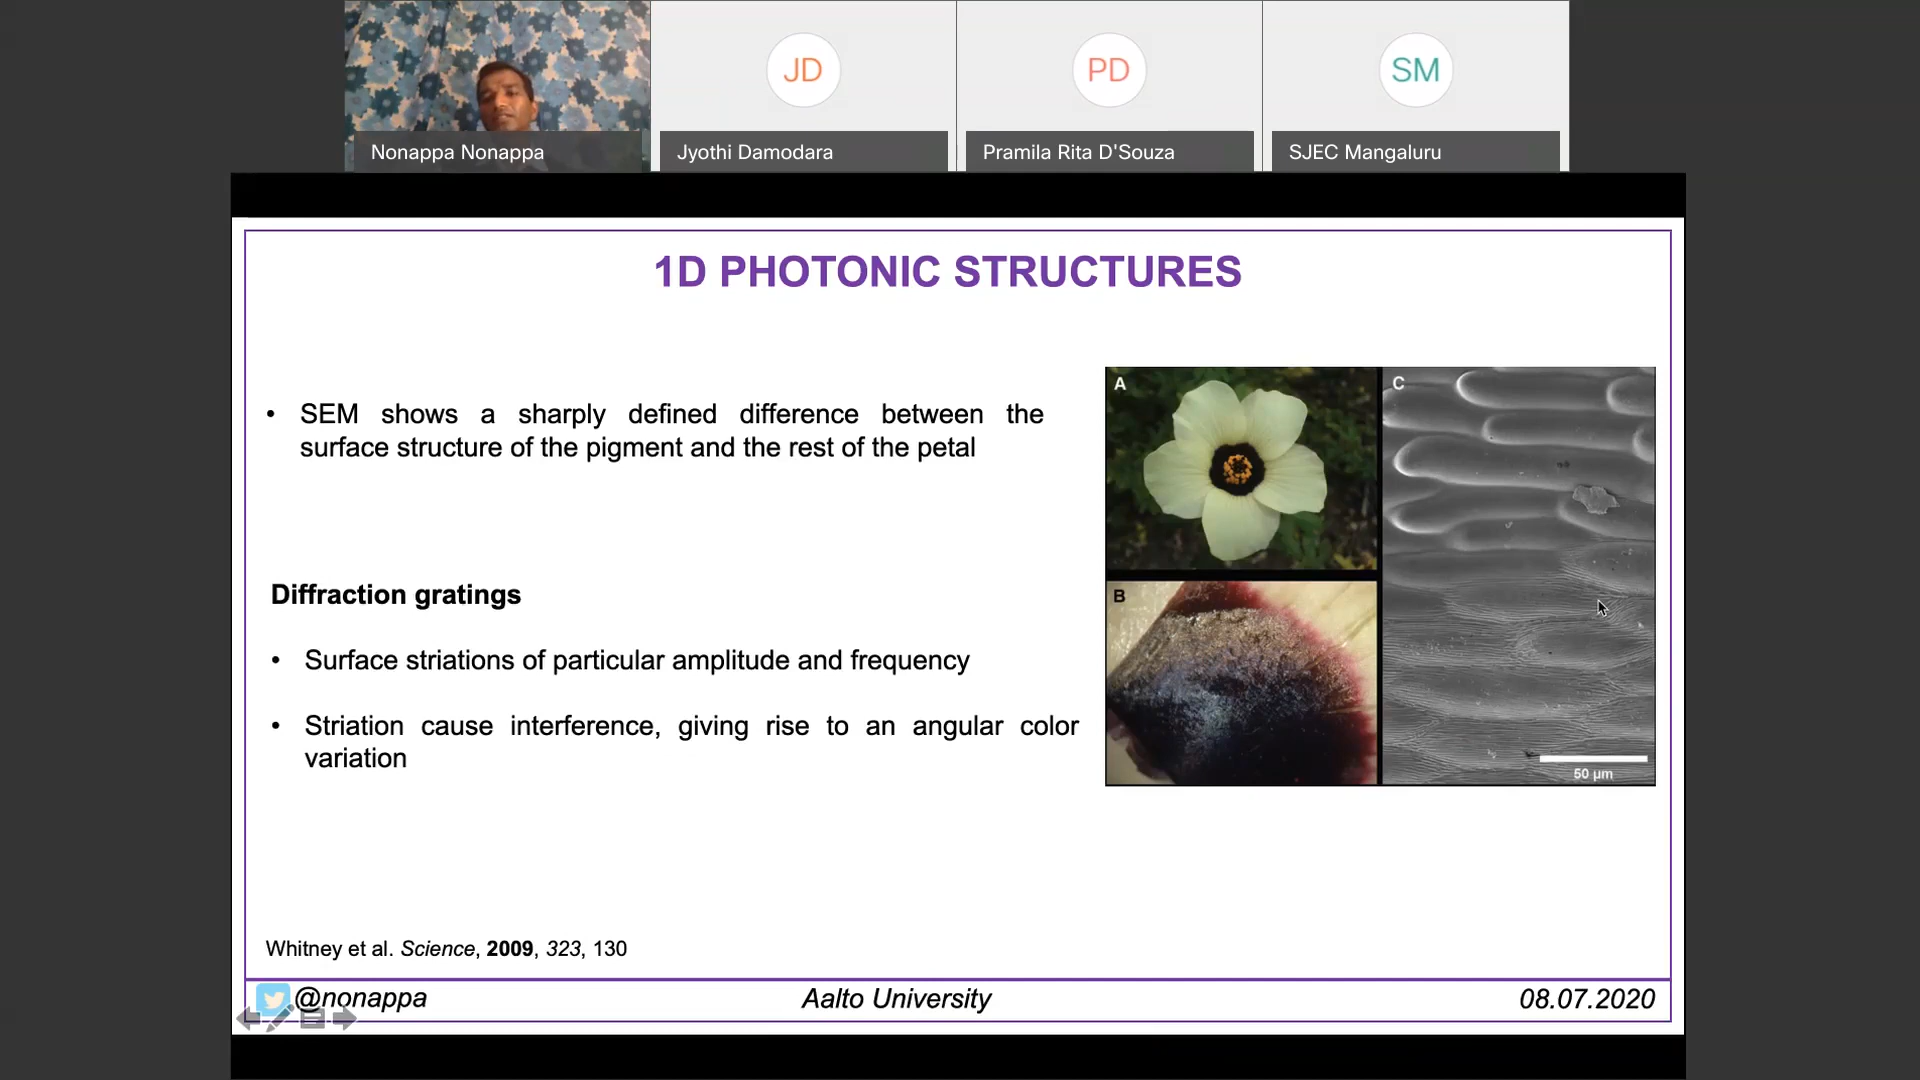 JD
PD
SM
Nonappa Nonappa
Jyothi Damodara
Pramila Rita D'Souza
SJEC Mangaluru
1D PHOTONIC STRUCTURES
• SEM shows a sharply defined difference between the
surface structure of the pigment and the rest of the petal
Diffraction gratings
• Surface striations of particular amplitude and frequency
• Striation cause interference, giving rise to an angular color
variation
A
B
C
50 µm
Whitney et al. Science, 2009, 323, 130
@nonappa
Aalto University
08.07.2020